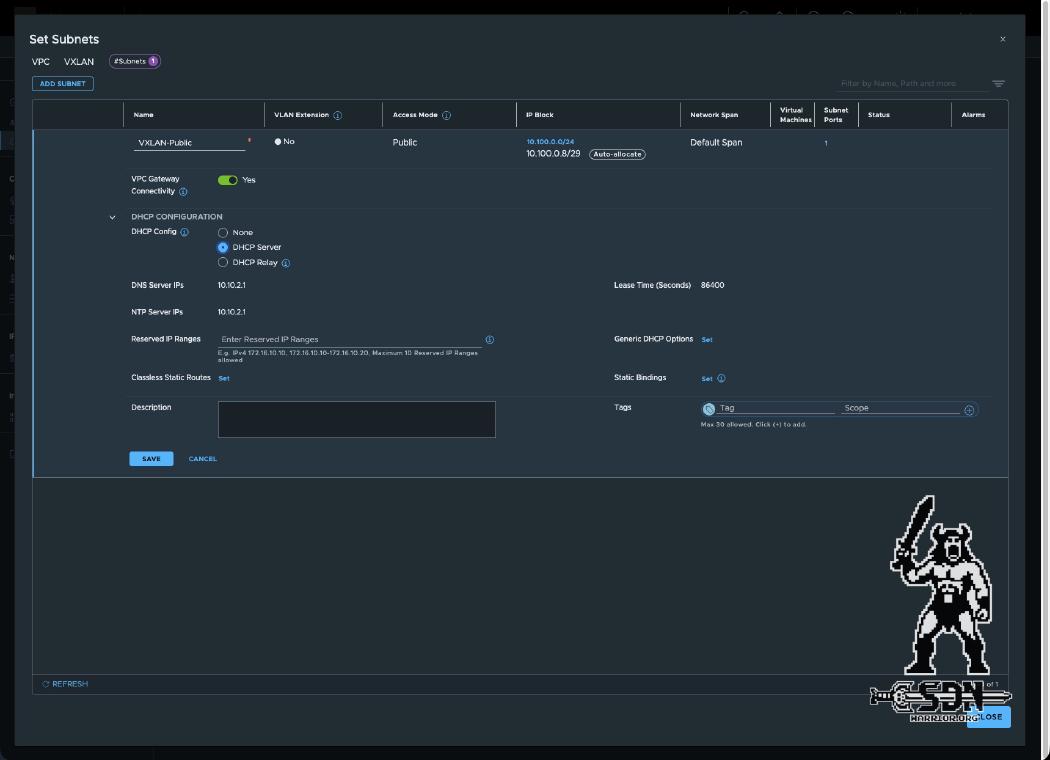 Set Subnets
×
VPC VXLAN #Subnets 1
ADD SUBNET
Filter by Name, Path and more
Name VLAN Extension Access Mode IP Block Network Span Virtual Machines Subnet Ports Status Alarms
VXLAN-Public * No Public 10.100.0.0/24 Default Span 1
10.100.0.8/29 Auto-allocate
VPC Gateway Connectivity Yes
DHCP CONFIGURATION
DHCP Config None
DHCP Server
DHCP Relay
DNS Server IPs 10.10.2.1 Lease Time (Seconds) 86400
NTP Server IPs 10.10.2.1
Reserved IP Ranges Enter Reserved IP Ranges Generic DHCP Options Set
E.g. IPv4 172.16.10.10, 172.16.10.10-172.16.10.20, Maximum 10 Reserved IP Ranges
allowed
Classless Static Routes Set Static Bindings Set
Description Tags Tag Scope
Max 30 allowed. Click (+) to add.
SAVE CANCEL
REFRESH of 1
SDN
WARRIOR.ORG